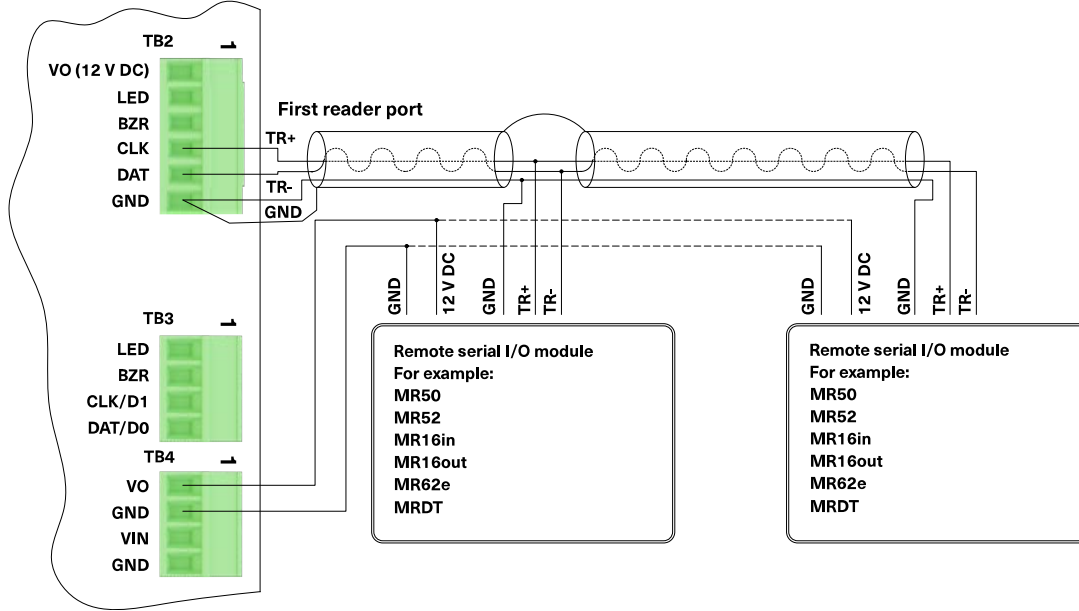 TB2 1
VO (12 V DC)
LED
BZR
CLK
DAT
GND
First reader port
TR+
TR-
GND
GND
12 V DC
GND
TR+
TR-
GND
12 V DC
GND
TR+
TR-
TB3 1
LED
BZR
CLK/D1
DAT/D0
TB4 1
VO
GND
VIN
GND
Remote serial I/O module
For example:
MR50
MR52
MR16in
MR16out
MR62e
MRDT
Remote serial I/O module
For example:
MR50
MR52
MR16in
MR16out
MR62e
MRDT